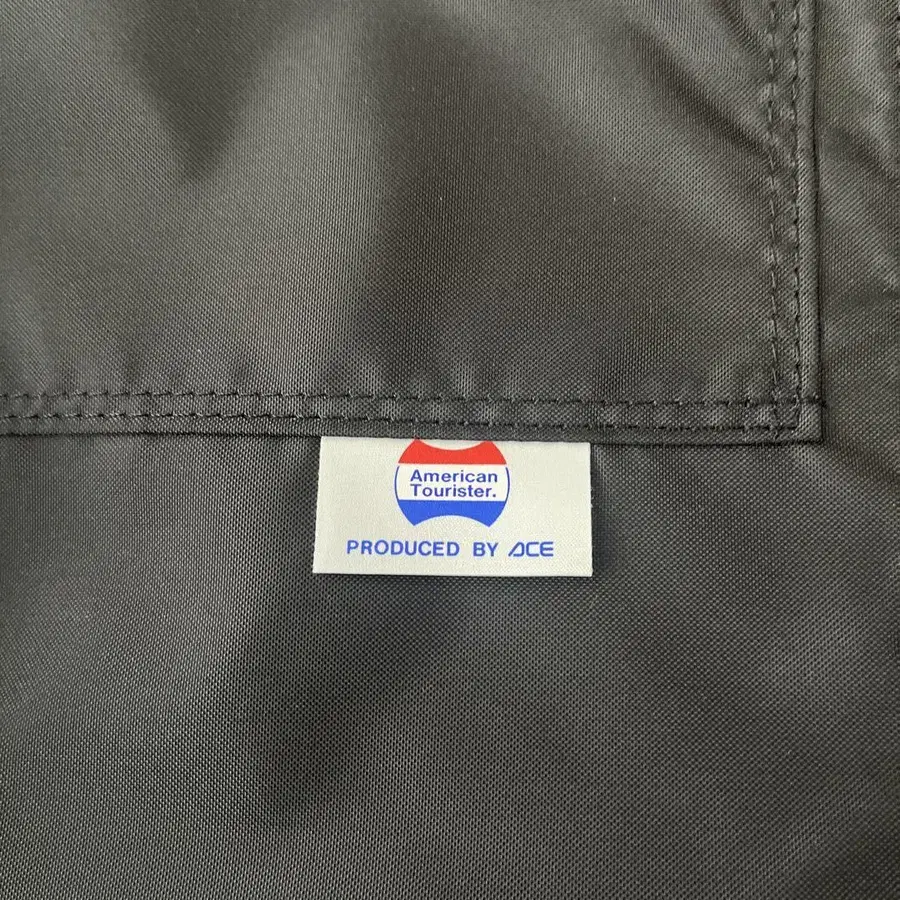 American
Tourister.
PRODUCED BY ACE